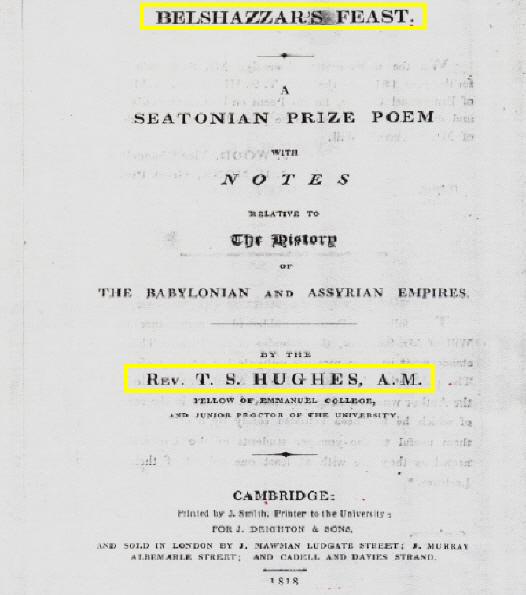 BELSHAZZAR'S FEAST.
A
SEATONIAN PRIZE POEM
WITH
NOTES
RELATIVE TO
The History
OF
THE BABYLONIAN AND ASSYRIAN EMPIRES.
BY THE
REV. T. S. HUGHES, A.M.
FELLOW OF EMMANUEL COLLEGE,
AND JUNIOR PROCTOR OF THE UNIVERSITY.
CAMBRIDGE:
Printed by J. Smith, Printer to the University;
FOR J. DEIGHTON & SONS,
AND SOLD IN LONDON BY J. MAWMAN LUDGATE STREET; J. MURRAY
ALBEMARLE STREET; AND CADELL AND DAVIES STRAND.
1818